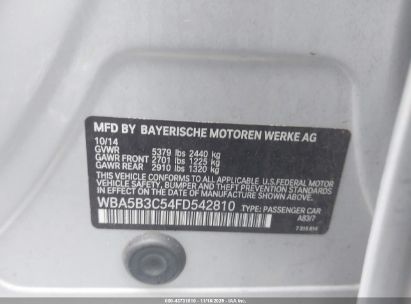 MFD BY BAYERISCHE MOTOREN WERKE AG
10/14
GVWR 5379 lbs 2440 kg
GAWR FRONT 2701 lbs 1225 kg
GAWR REAR 2910 lbs 1320 kg
THIS VEHICLE CONFORMS TO ALL APPLICABLE U.S. FEDERAL MOTOR
VEHICLE SAFETY, BUMPER, AND THEFT PREVENTION STANDARDS
IN EFFECT ON THE DATE OF MANUFACTURE SHOWN ABOVE.
WBA5B3C54FD542810 TYPE: PASSENGER CAR
A83/7